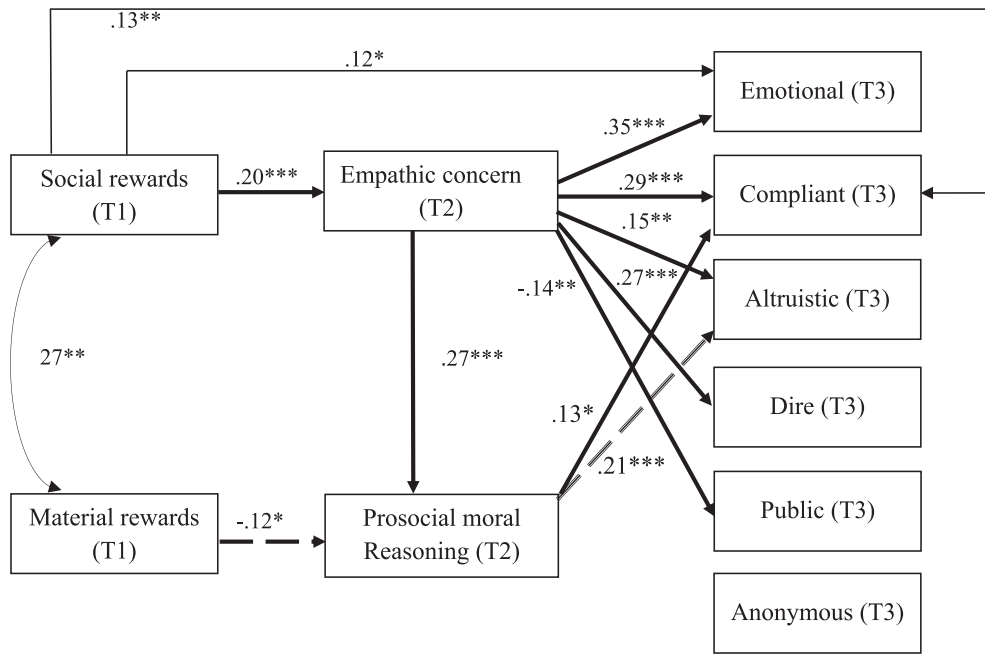 .13**
.12*
Emotional (T3)
.35***
Social rewards
(T1)
.20***
Empathic concern
(T2)
.29***
Compliant (T3)
.15**
-.14**
.27***
Altruistic (T3)
27**
.27***
Dire (T3)
.13*
.21***
Material rewards
(T1)
-.12*
Prosocial moral
Reasoning (T2)
Public (T3)
Anonymous (T3)